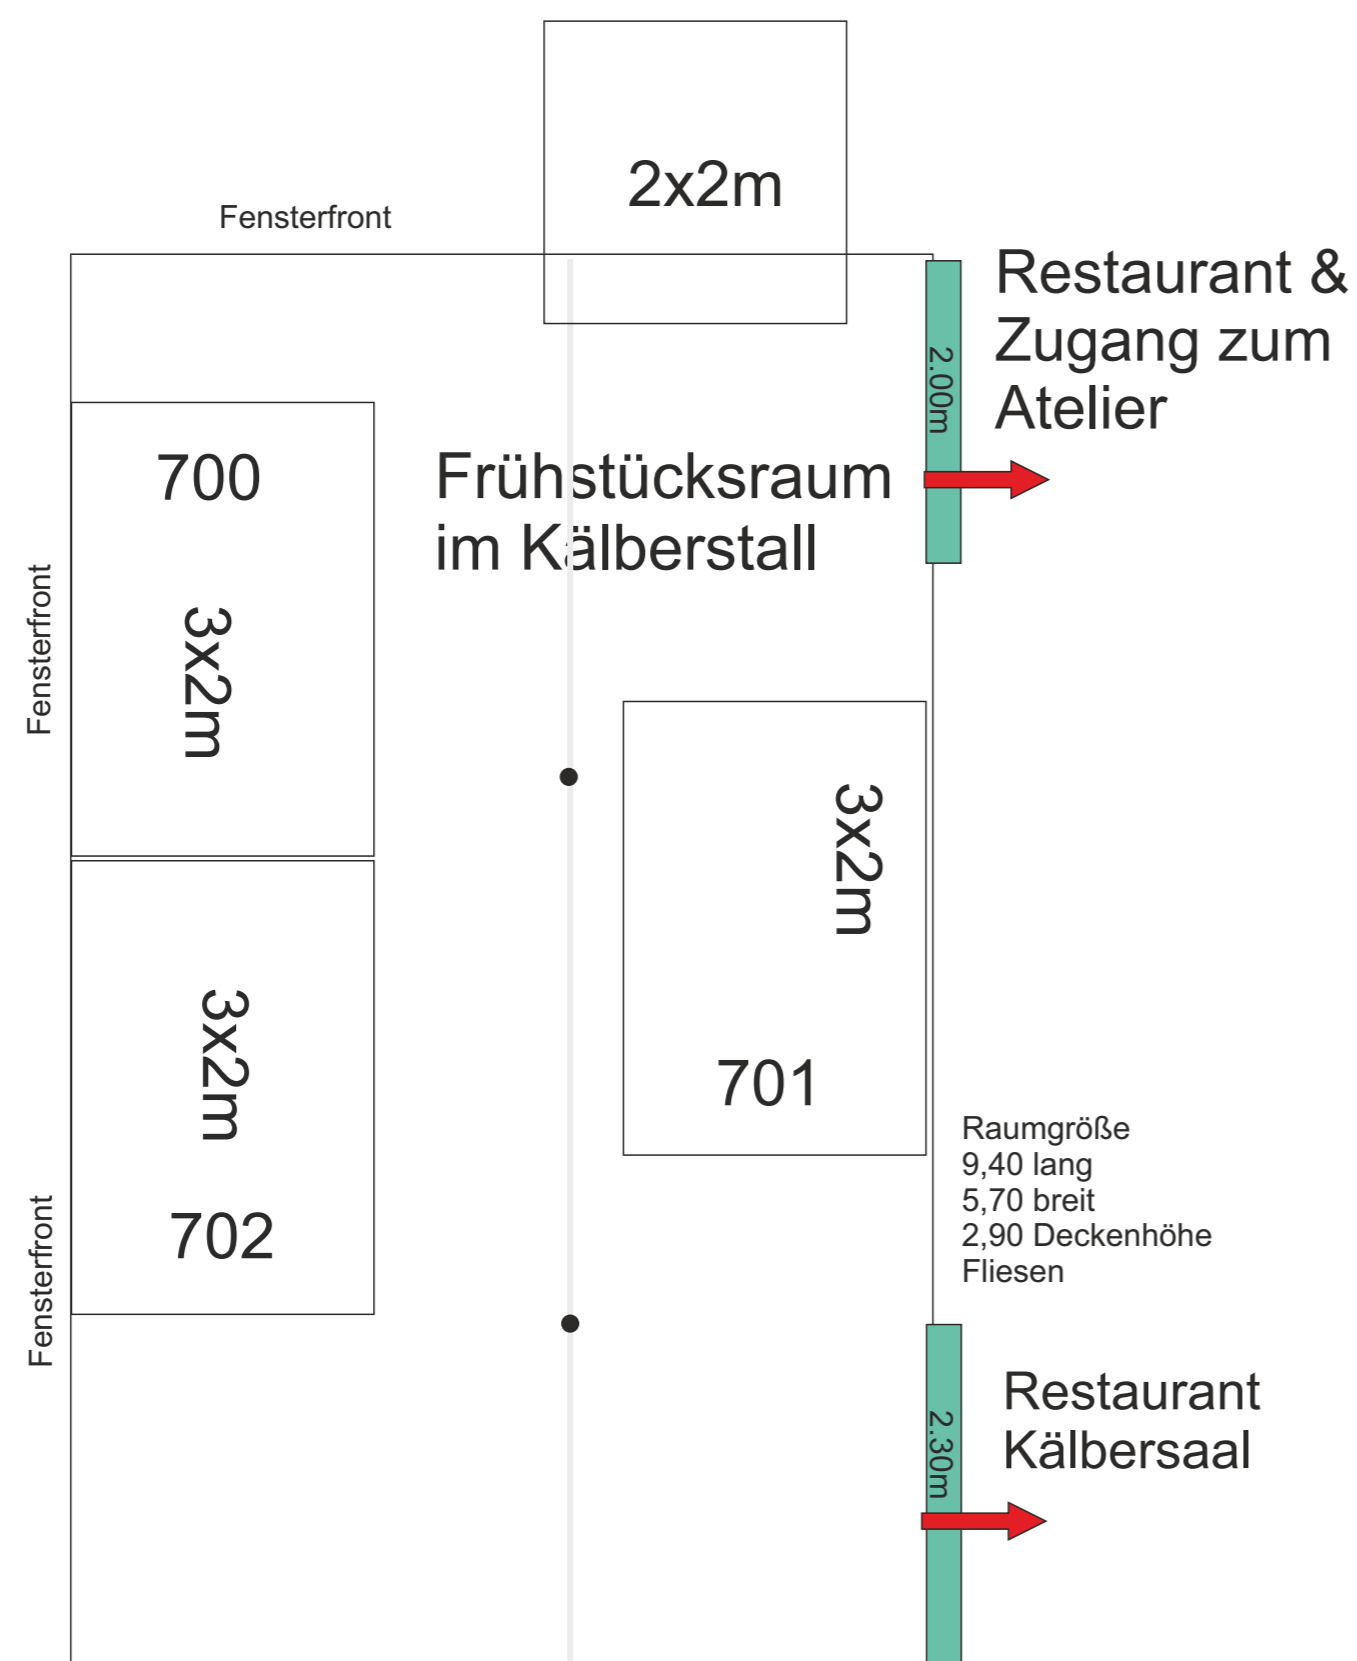 2x2m
Fensterfront
Restaurant &
Zugang zum
Atelier
2.00m
700
Frühstücksraum
im Kälberstall
Fensterfront
3x2m
3x2m
3x2m
701
Raumgröße
9,40 lang
5,70 breit
2,90 Deckenhöhe
Fliesen
702
Fensterfront
Restaurant
Kälbersaal
2.30m